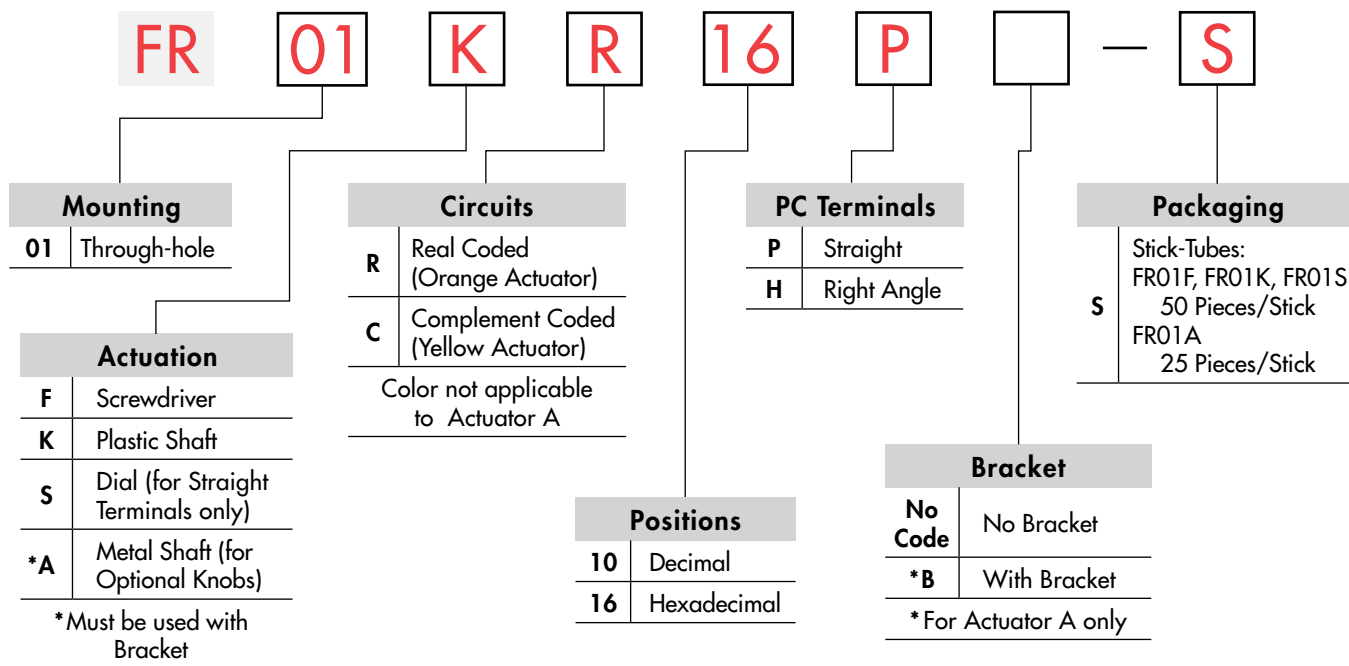 FR 01 K R 16 P — S
Mounting
01 Through-hole
Actuation
F Screwdriver
K Plastic Shaft
S Dial (for Straight
Terminals only)
*A Metal Shaft (for
Optional Knobs)
*Must be used with
Bracket
Circuits
R Real Coded
(Orange Actuator)
C Complement Coded
(Yellow Actuator)
Color not applicable
to Actuator A
Positions
10 Decimal
16 Hexadecimal
PC Terminals
P Straight
H Right Angle
Bracket
No
Code No Bracket
*B With Bracket
*For Actuator A only
Packaging
Stick-Tubes:
FR01F, FR01K, FR01S
S 50 Pieces/Stick
FR01A
25 Pieces/Stick